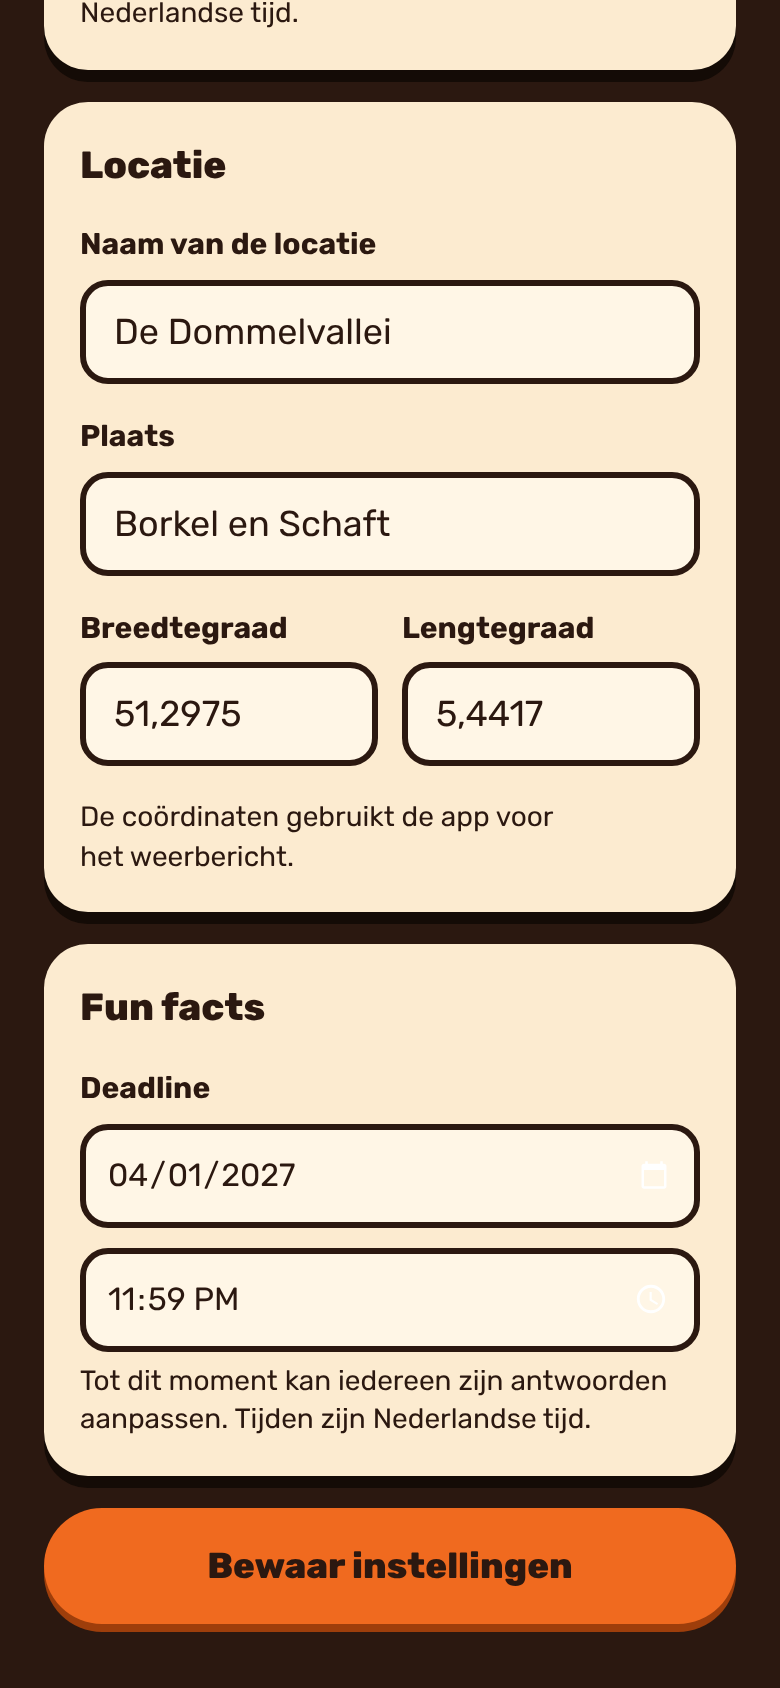 Nederlandse tijd.
Locatie
Naam van de locatie
De Dommelvallei
Plaats
Borkel en Schaft
Breedtegraad
Lengtegraad
51,2975
5,4417
De coördinaten gebruikt de app voor
het weerbericht.
Fun facts
Deadline
04/01/2027
11:59 PM
Tot dit moment kan iedereen zijn antwoorden
aanpassen. Tijden zijn Nederlandse tijd.
Bewaar instellingen